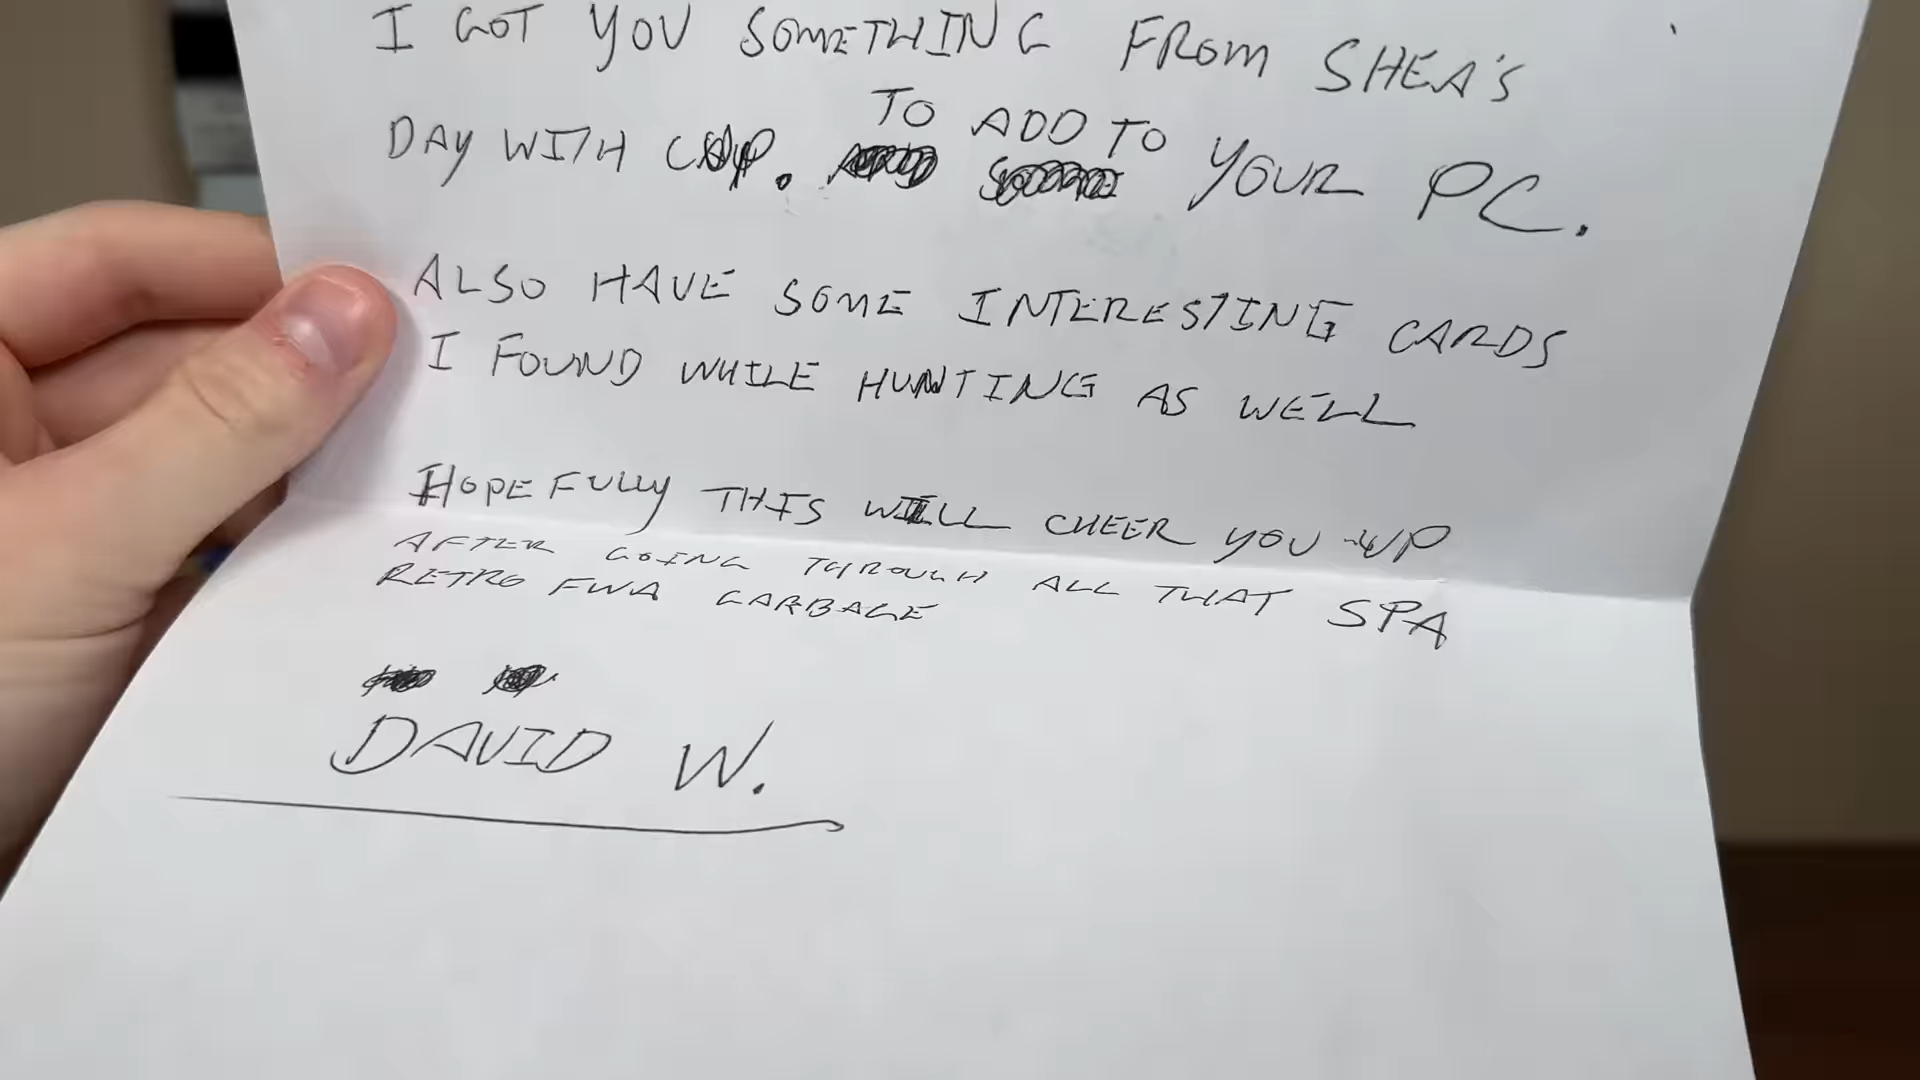 I GOT YOU SOMETHING FROM SHEA'S
DAY WITH CUP. TO ADD TO YOUR PC.
ALSO HAVE SOME INTERESTING CARDS
I FOUND WHILE HUNTING AS WELL
HOPEFULLY THIS WILL CHEER YOU UP
AFTER GOING THROUGH ALL THAT SPA
RETRO FWA GARBAGE
DAVID W.